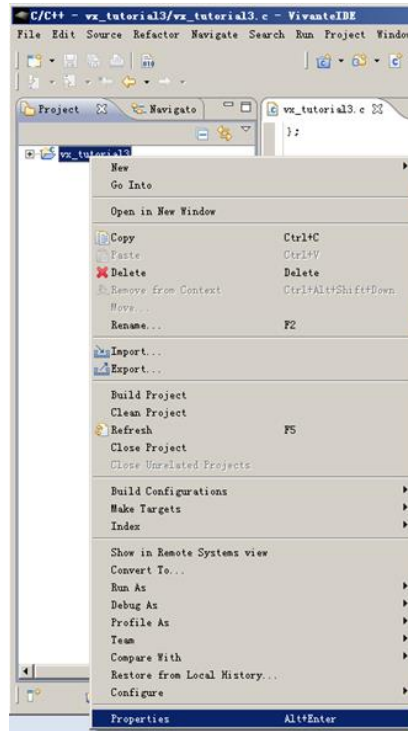 C/C++ - vx_tutorial3/vx_tutorial3.c - VivanteIDE
File Edit Source Refactor Navigate Search Run Project Window
Project Navigato vx_tutorial3.c
};
vx_tutorial3
New
Go Into
Open in New Window
Copy Ctrl+C
Paste Ctrl+V
Delete Delete
Remove from Context Ctrl+Alt+Shift+Down
Move...
Rename... F2
Import...
Export...
Build Project
Clean Project
Refresh F5
Close Project
Close Unrelated Projects
Build Configurations
Make Targets
Index
Show in Remote Systems view
Convert To...
Run As
Debug As
Profile As
Team
Compare With
Restore from Local History...
Configure
Properties Alt+Enter